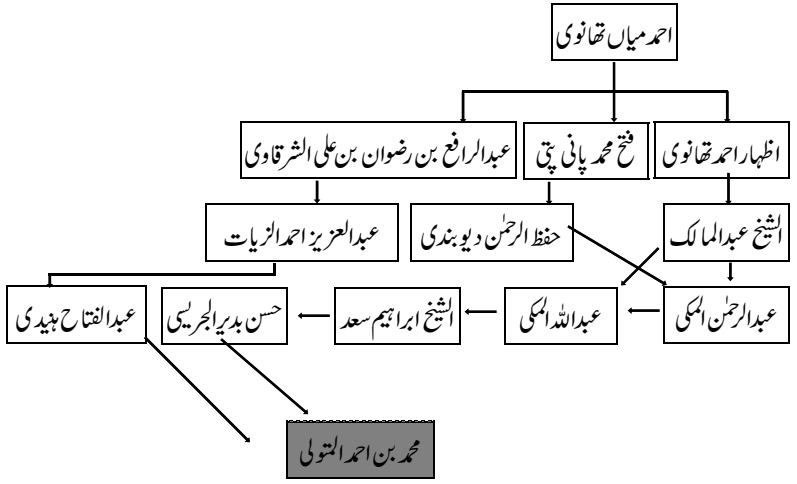 احمد میاں تھانوی
اظہار احمد تھانوی
فتح محمد پانی پتی
عبدالرافع بن رضوان بن علی الشرقاوی
الشیخ عبدالمالک
حفظ الرحمٰن دیوبندی
عبدالعزیز احمد الزیات
عبدالرحمٰن المکی
عبداللہ المکی
الشیخ ابراہیم سعد
حسن بدیر الجریسی
عبدالفتاح ہنیدی
محمد بن احمد المتولی